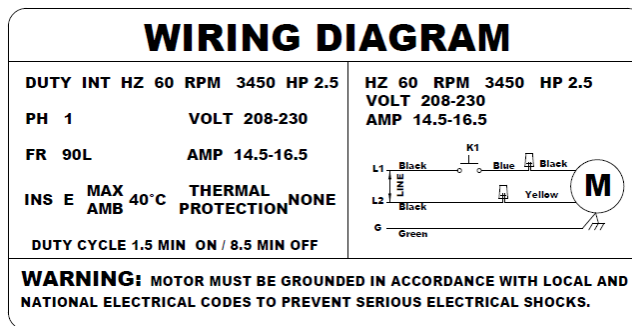 WIRING DIAGRAM
DUTY INT HZ 60 RPM 3450 HP 2.5
PH 1 VOLT 208-230
FR 90L AMP 14.5-16.5
INS E MAX AMB 40°C THERMAL PROTECTION NONE
DUTY CYCLE 1.5 MIN ON / 8.5 MIN OFF
HZ 60 RPM 3450 HP 2.5
VOLT 208-230
AMP 14.5-16.5
K1
L1 Black Blue Black
LINE
M
L2 Black Yellow
G Green
WARNING: MOTOR MUST BE GROUNDED IN ACCORDANCE WITH LOCAL AND
NATIONAL ELECTRICAL CODES TO PREVENT SERIOUS ELECTRICAL SHOCKS.